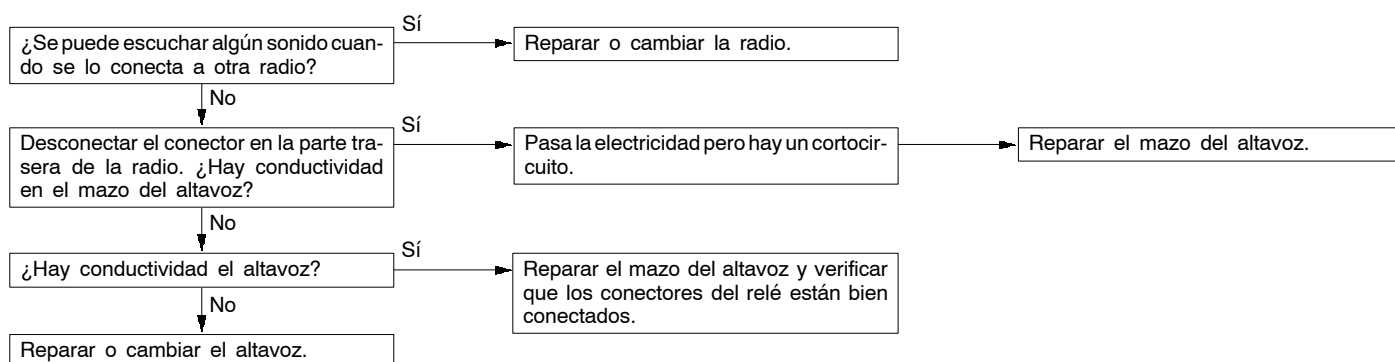 ¿Se puede escuchar algún sonido cuan-
do se lo conecta a otra radio?
Sí
Reparar o cambiar la radio.
No
Desconectar el conector en la parte tra-
sera de la radio. ¿Hay conductividad
en el mazo del altavoz?
Sí
Pasa la electricidad pero hay un cortocir-
cuito.
Reparar el mazo del altavoz.
No
¿Hay conductividad el altavoz?
Sí
Reparar el mazo del altavoz y verificar
que los conectores del relé están bien
conectados.
No
Reparar o cambiar el altavoz.